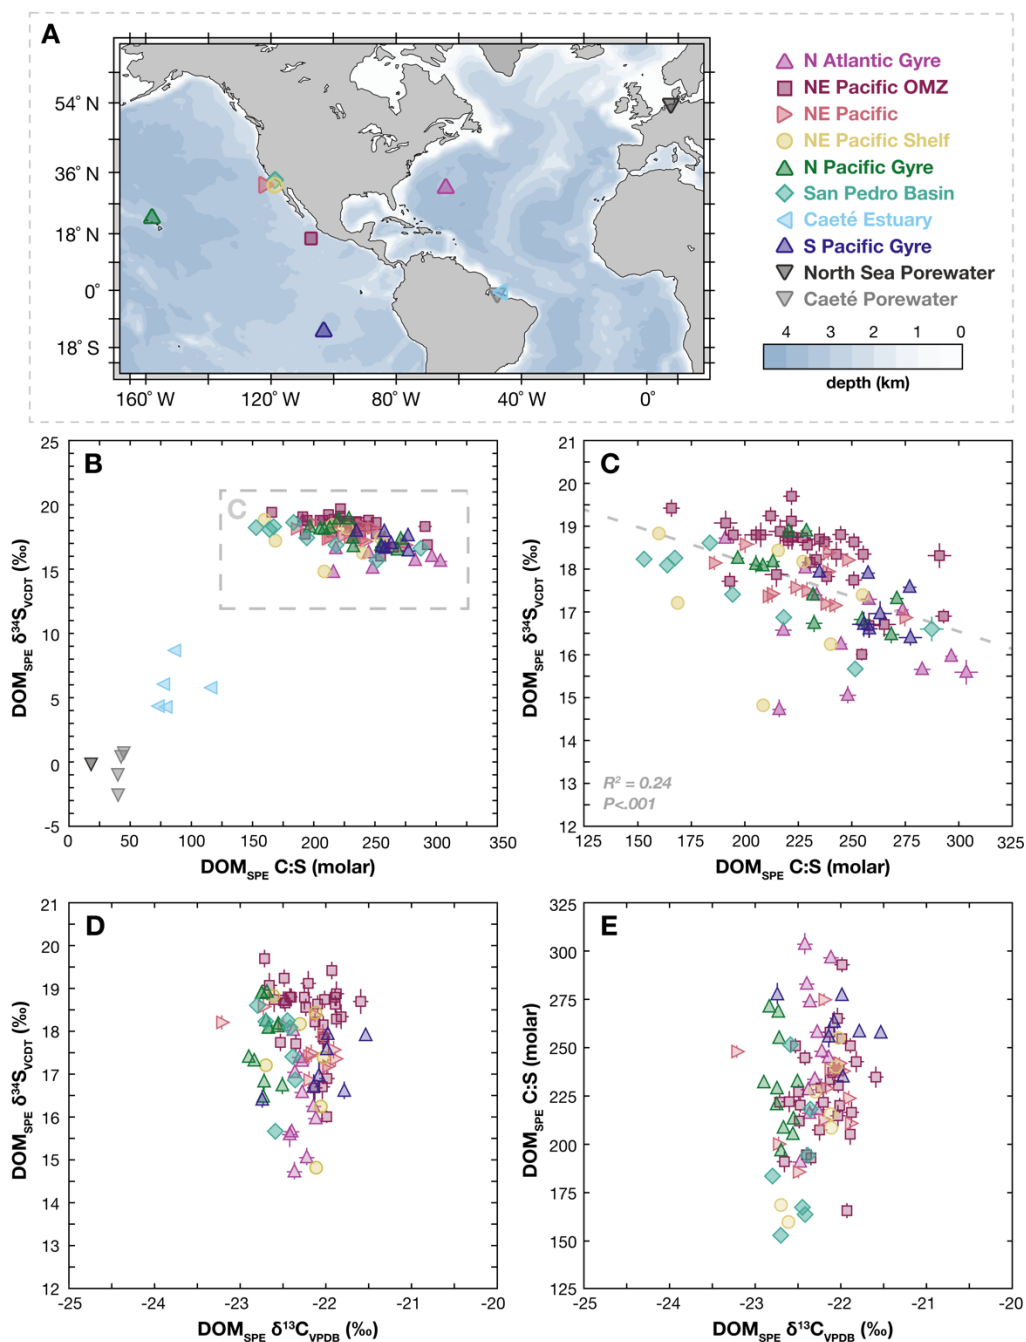 A
54° N
36° N
18° N
0°
18° S
160° W
120° W
80° W
40° W
0°
N Atlantic Gyre
NE Pacific OMZ
NE Pacific
NE Pacific Shelf
N Pacific Gyre
San Pedro Basin
Caeté Estuary
S Pacific Gyre
North Sea Porewater
Caeté Porewater
4 3 2 1 0
depth (km)
B
C
25
20
15
10
5
0
-5
0 50 100 150 200 250 300 350
DOMSPE δ34SVCDT (‰)
DOMSPE C:S (molar)
C
21
20
19
18
17
16
15
14
13
12
125 150 175 200 225 250 275 300 325
R² = 0.24
P<.001
DOMSPE δ34SVCDT (‰)
DOMSPE C:S (molar)
D
21
20
19
18
17
16
15
14
13
12
-25 -24 -23 -22 -21 -20
DOMSPE δ34SVCDT (‰)
DOMSPE δ13CVPDB (‰)
E
325
300
275
250
225
200
175
150
125
-25 -24 -23 -22 -21 -20
DOMSPE C:S (molar)
DOMSPE δ13CVPDB (‰)